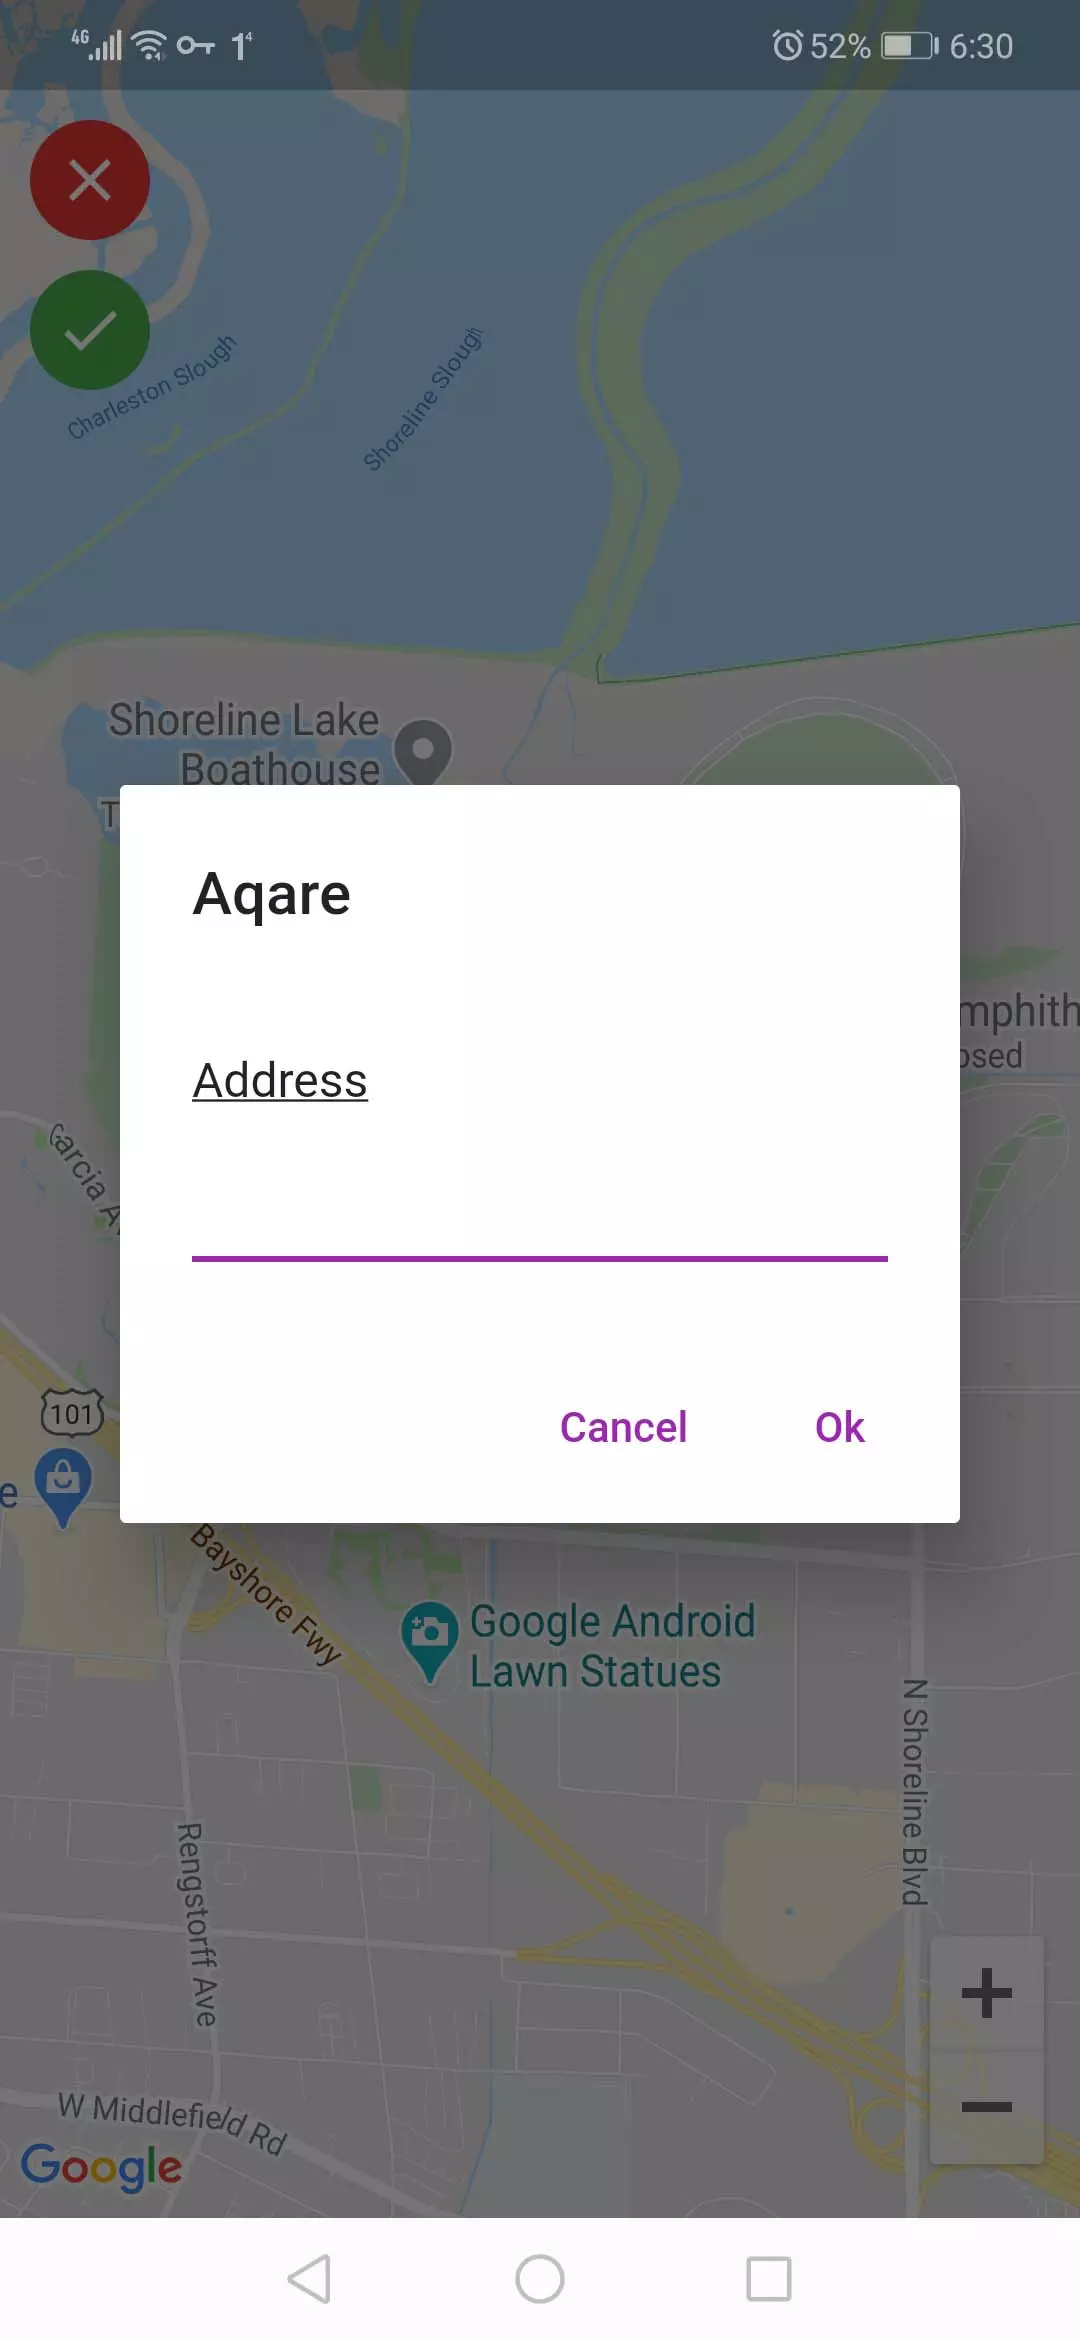 4G 1 4 52% 6:30
Charleston Slough
Shoreline Slough
Shoreline Lake
Boathouse
T
Aqare
mphith
osed
Address
Garcia A
Cancel Ok
101
e
Bayshore Fwy
Google Android
Lawn Statues
N Shoreline Blvd
Rengstorff Ave
W Middlefield Rd
Google